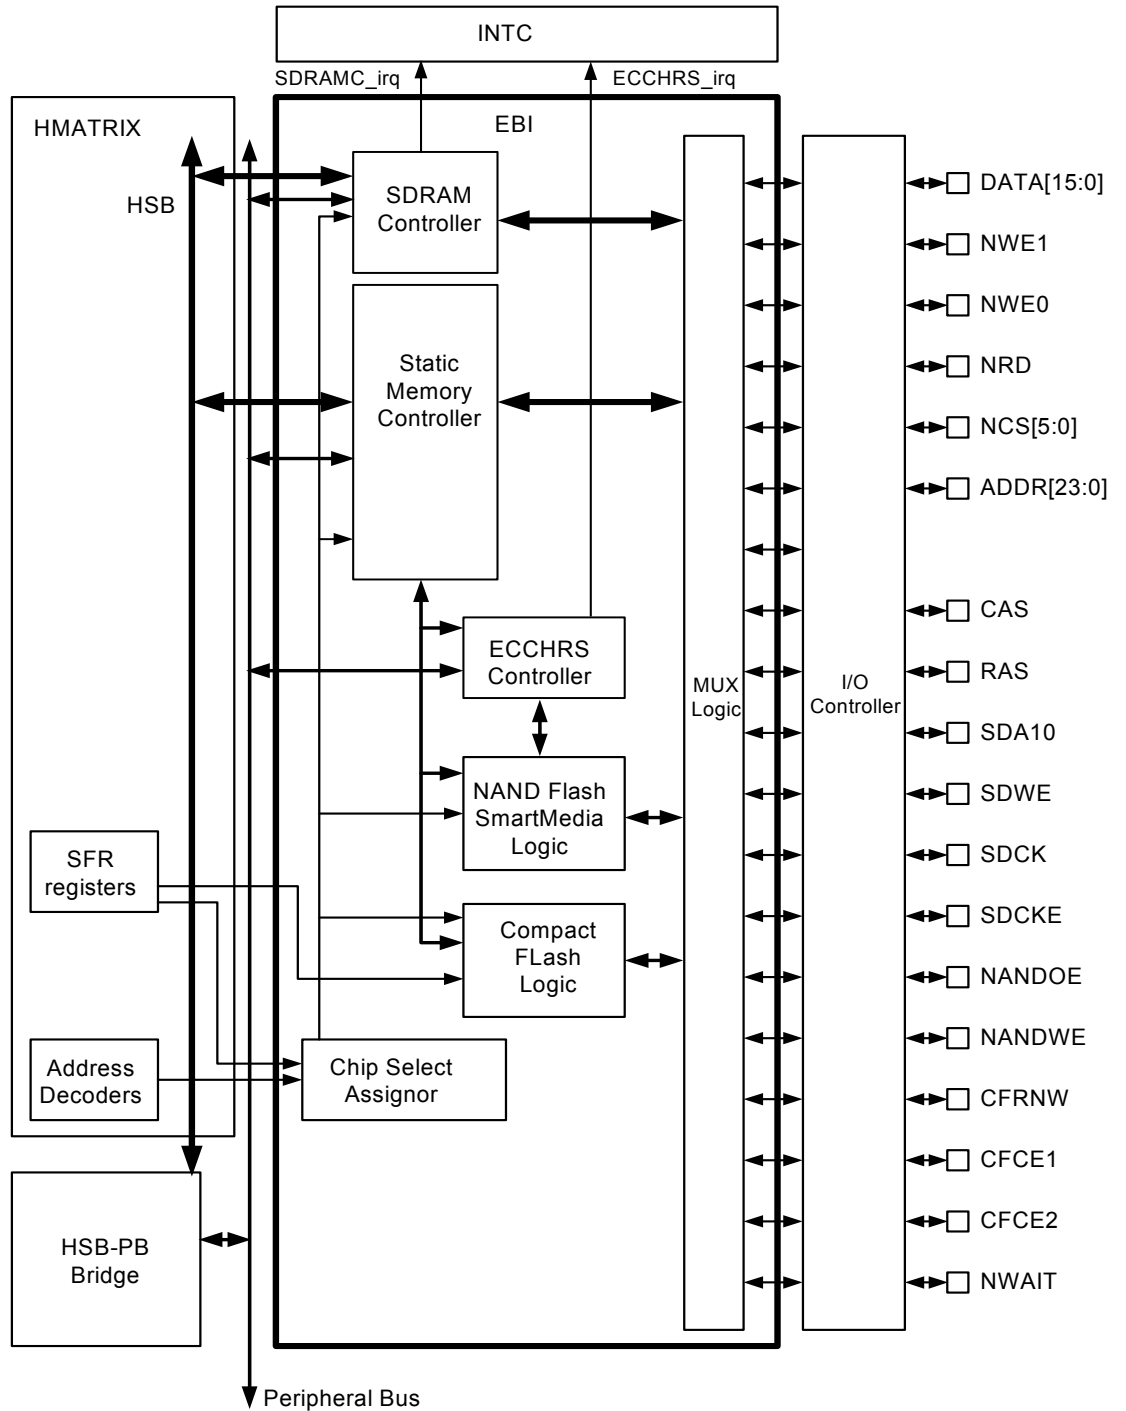 INTC
SDRAMC_irq
ECCHRS_irq
HMATRIX
EBI
HSB
SDRAM
Controller
Static
Memory
Controller
ECCHRS
Controller
NAND Flash
SmartMedia
Logic
Compact
FLash
Logic
SFR
registers
Address
Decoders
Chip Select
Assignor
HSB-PB
Bridge
Peripheral Bus
MUX
Logic
I/O
Controller
DATA[15:0]
NWE1
NWE0
NRD
NCS[5:0]
ADDR[23:0]
CAS
RAS
SDA10
SDWE
SDCK
SDCKE
NANDOE
NANDWE
CFRNW
CFCE1
CFCE2
NWAIT